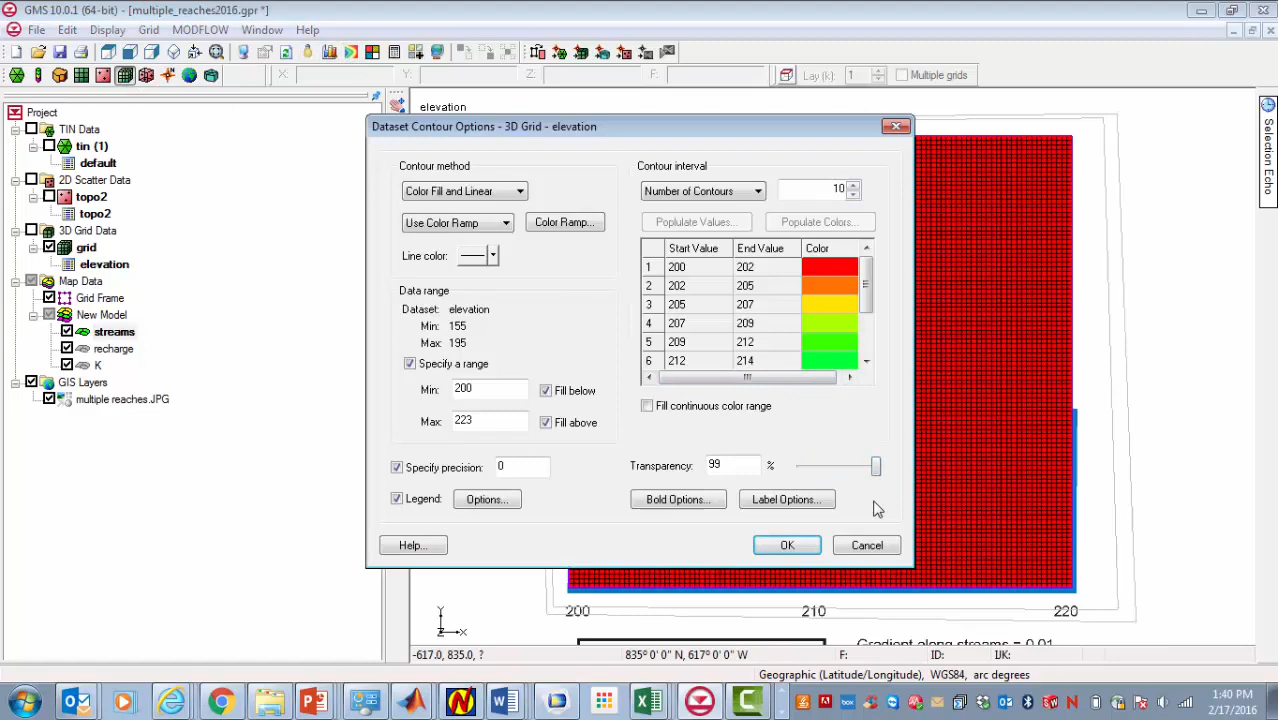 GMS 10.0.1 (64-bit) - [multiple_reaches2016.gpr *]
File Edit Display Grid MODFLOW Window Help
X: Y: Z: F: Lay (k): 1 Multiple grids
Project
TIN Data
tin (1)
default
2D Scatter Data
topo2
topo2
3D Grid Data
grid
elevation
Map Data
Grid Frame
New Model
streams
recharge
K
GIS Layers
multiple reaches.JPG
elevation
Dataset Contour Options - 3D Grid - elevation
Contour method
Color Fill and Linear
Use Color Ramp
Color Ramp...
Line color:
Data range
Dataset: elevation
Min: 155
Max: 195
Specify a range
Min: 200
Fill below
Max: 223
Fill above
Specify precision: 0
Legend: Options...
Help...
Contour interval
Number of Contours 10
Populate Values... Populate Colors...
Start Value End Value Color
1 200 202
2 202 205
3 205 207
4 207 209
5 209 212
6 212 214
Fill continuous color range
Transparency: 99 %
Bold Options... Label Options...
OK Cancel
Selection Echo
200 210 220
Gradient along streams = 0.01
Y
Z X
-617.0, 835.0, ? 835º 0' 0" N, 617º 0' 0" W F: ID: IJK:
Geographic (Latitude/Longitude), WGS84, arc degrees
1:40 PM
2/17/2016